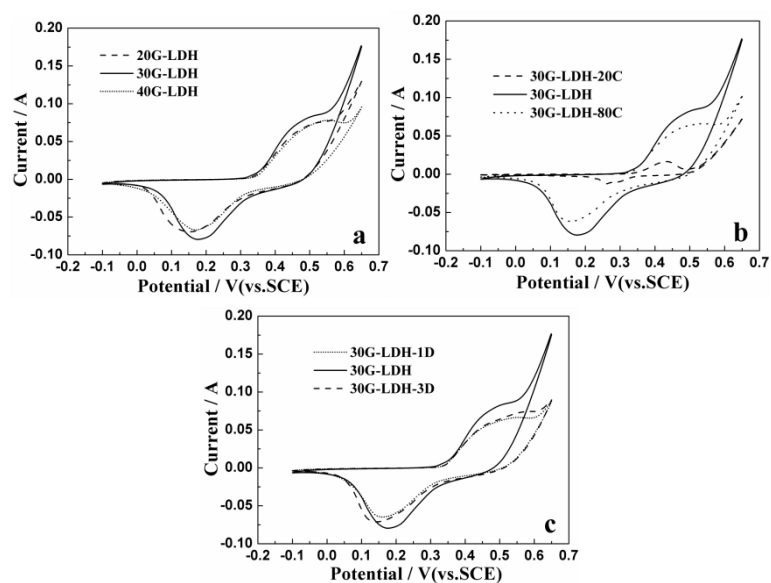 0.20
0.15
0.10
0.05
0.00
-0.05
-0.10
Current / A
20G-LDH
30G-LDH
40G-LDH
a
-0.2 -0.1 0.0 0.1 0.2 0.3 0.4 0.5 0.6 0.7
Potential / V(vs.SCE)
0.20
0.15
0.10
0.05
0.00
-0.05
-0.10
Current / A
30G-LDH-20C
30G-LDH
30G-LDH-80C
b
-0.2 -0.1 0.0 0.1 0.2 0.3 0.4 0.5 0.6 0.7
Potential / V(vs.SCE)
0.20
0.15
0.10
0.05
0.00
-0.05
-0.10
Current / A
30G-LDH-1D
30G-LDH
30G-LDH-3D
c
-0.2 -0.1 0.0 0.1 0.2 0.3 0.4 0.5 0.6 0.7
Potential / V(vs.SCE)